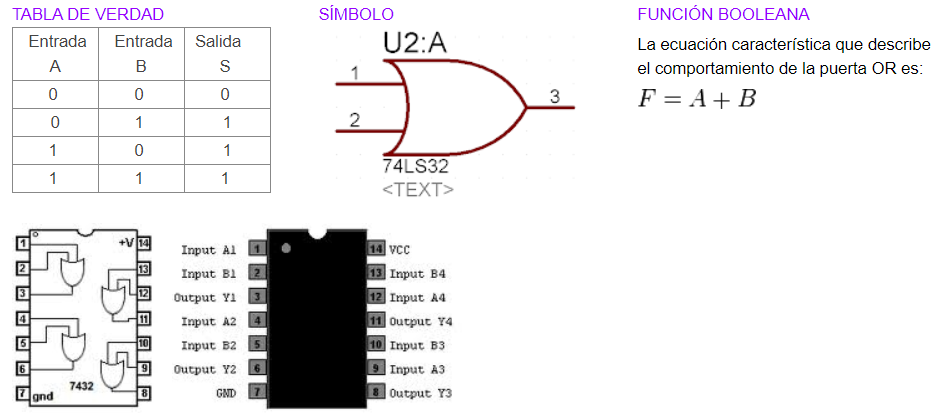 TABLA DE VERDAD
Entrada A Entrada B Salida S
0 0 0
0 1 1
1 0 1
1 1 1
SÍMBOLO
U2:A
1
2
3
74LS32
<TEXT>
FUNCIÓN BOOLEANA
La ecuación característica que describe
el comportamiento de la puerta OR es:
F = A + B
1 +V 14
2 13
3 12
4 11
5 10
6 9
7 gnd 7432 8
Input A1 1 14 VCC
Input B1 2 13 Input B4
Output Y1 3 12 Input A4
Input A2 4 11 Output Y4
Input B2 5 10 Input B3
Output Y2 6 9 Input A3
GND 7 8 Output Y3